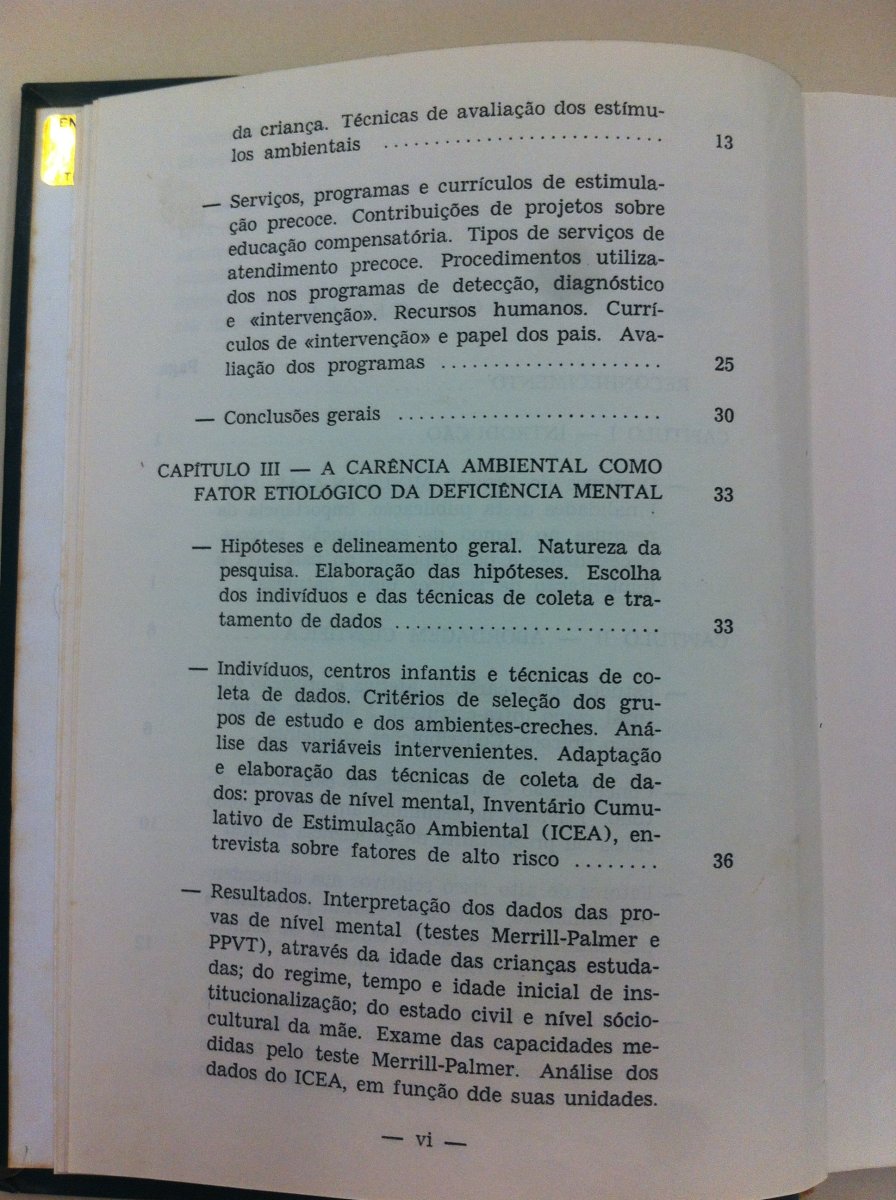 da criança. Técnicas de avaliação dos estímu-
los ambientais .......................... 13
— Serviços, programas e currículos de estimula-
ção precoce. Contribuições de projetos sobre
educação compensatória. Tipos de serviços de
atendimento precoce. Procedimentos utiliza-
dos nos programas de detecção, diagnóstico
e «intervenção». Recursos humanos. Currí-
culos de «intervenção» e papel dos pais. Ava-
liação dos programas .................... 25
— Conclusões gerais ........................ 30
CAPÍTULO III — A CARÊNCIA AMBIENTAL COMO
FATOR ETIOLÓGICO DA DEFICIÊNCIA MENTAL 33
— Hipóteses e delineamento geral. Natureza da
pesquisa. Elaboração das hipóteses. Escolha
dos indivíduos e das técnicas de coleta e tra-
tamento de dados ........................ 33
— Indivíduos, centros infantis e técnicas de co-
leta de dados. Critérios de seleção dos gru-
pos de estudo e dos ambientes-creches. Aná-
lise das variáveis intervenientes. Adaptação
e elaboração das técnicas de coleta de da-
dos: provas de nível mental, Inventário Cumu-
lativo de Estimulação Ambiental (ICEA), en-
trevista sobre fatores de alto risco ........ 36
— Resultados. Interpretação dos dados das pro-
vas de nível mental (testes Merrill-Palmer e
PPVT), através da idade das crianças estuda-
das; do regime, tempo e idade inicial de ins-
titucionalização; do estado civil e nível sócio-
cultural da mãe. Exame das capacidades me-
didas pelo teste Merrill-Palmer. Análise dos
dados do ICEA, em função dde suas unidades.
— vi —